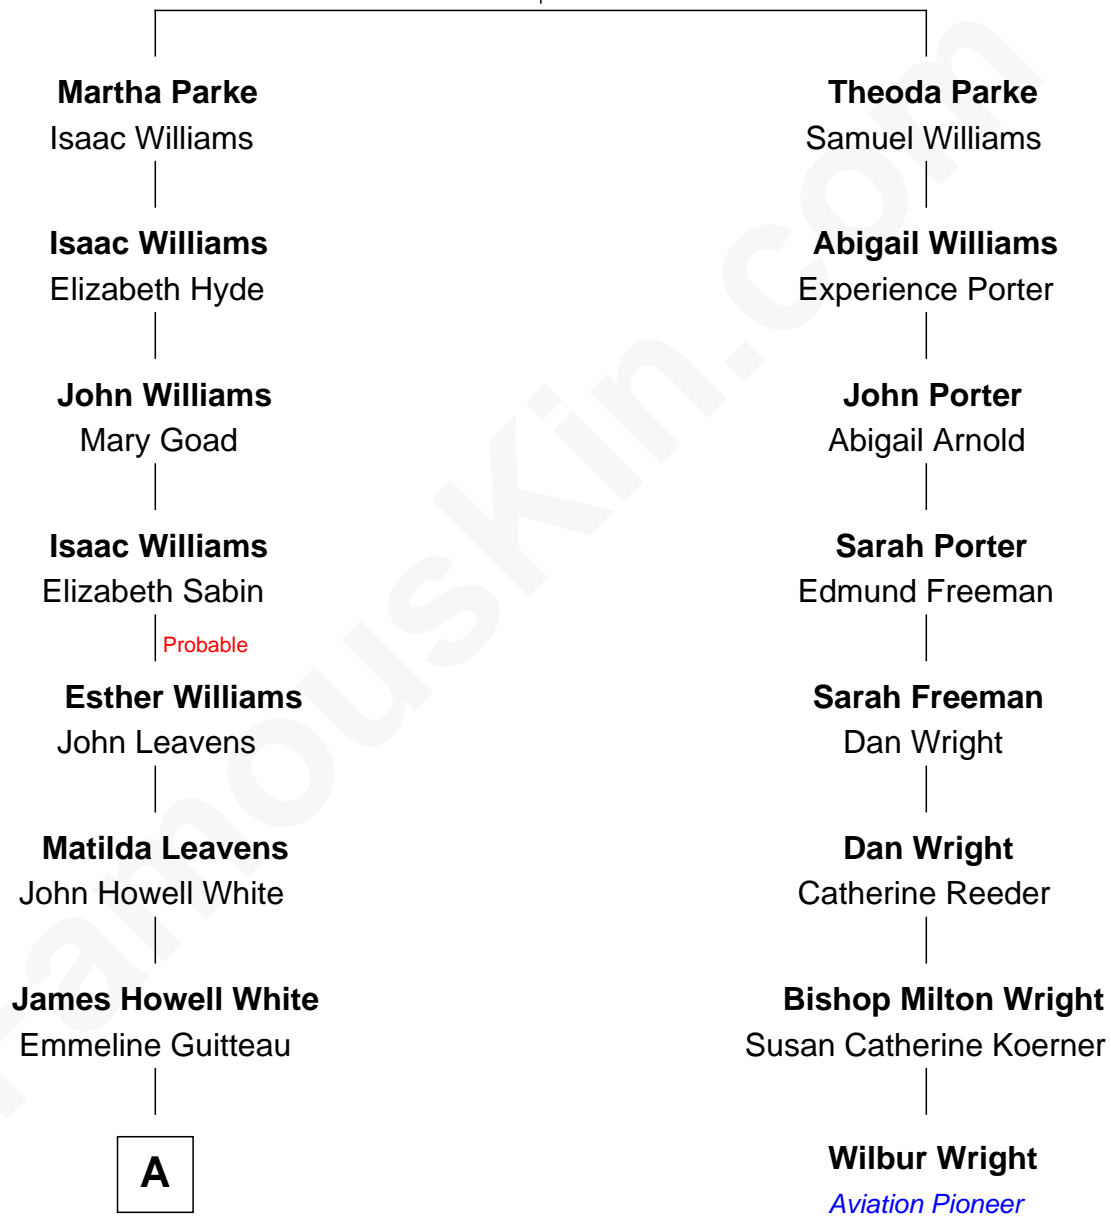 Martha Parke
Isaac Williams
Theoda Parke
Samuel Williams
Isaac Williams
Elizabeth Hyde
Abigail Williams
Experience Porter
John Williams
Mary Goad
John Porter
Abigail Arnold
Isaac Williams
Elizabeth Sabin
Sarah Porter
Edmund Freeman
Probable
Esther Williams
John Leavens
Sarah Freeman
Dan Wright
Matilda Leavens
John Howell White
Dan Wright
Catherine Reeder
James Howell White
Emmeline Guitteau
Bishop Milton Wright
Susan Catherine Koerner
A
Wilbur Wright
Aviation Pioneer
FamousKin.com